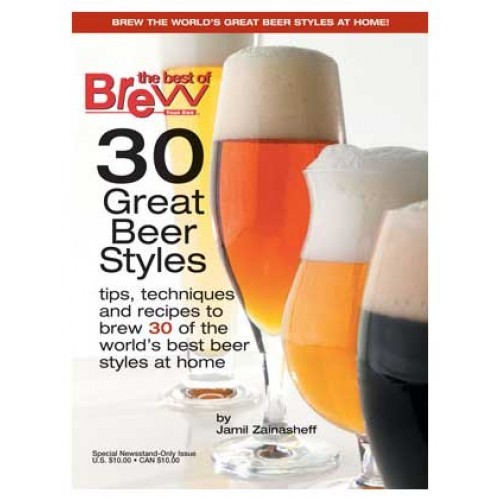 BREW THE WORLD'S GREAT BEER STYLES AT HOME!
the best of
BreW
YOUR OWN
30
Great
Beer
Styles
tips, techniques
and recipes to
brew 30 of the
world's best beer
styles at home
by
Jamil Zainasheff
Special Newsstand-Only Issue
U.S. $10.00 • CAN $10.00